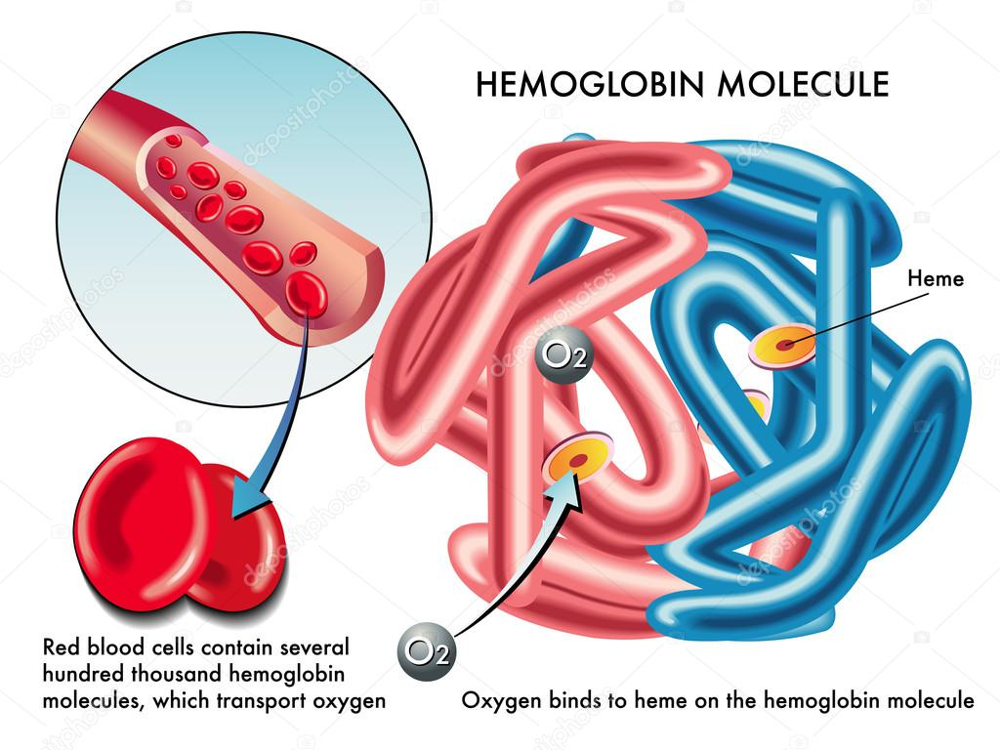 HEMOGLOBIN MOLECULE
Heme
O2
O2
Red blood cells contain several
hundred thousand hemoglobin
molecules, which transport oxygen
Oxygen binds to heme on the hemoglobin molecule
depositphotos